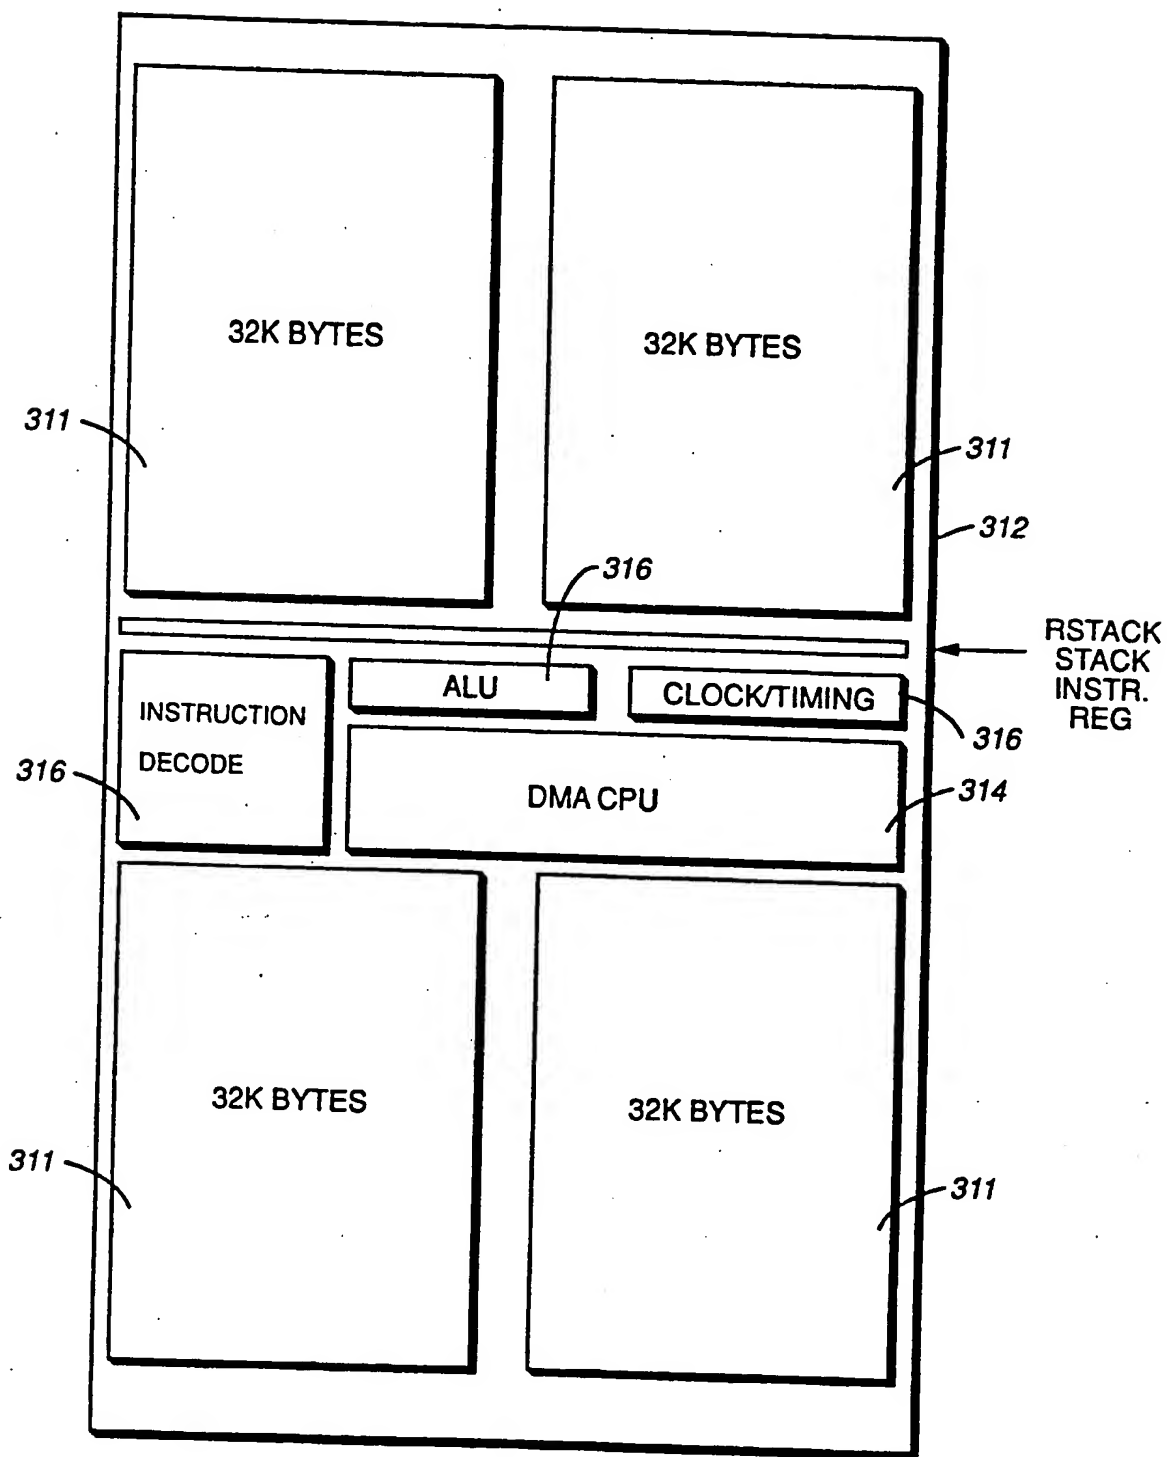 32K BYTES
32K BYTES
311
311
312
316
RSTACK
STACK
INSTR.
REG
ALU
CLOCK/TIMING
INSTRUCTION
DECODE
316
316
DMA CPU
314
32K BYTES
32K BYTES
311
311